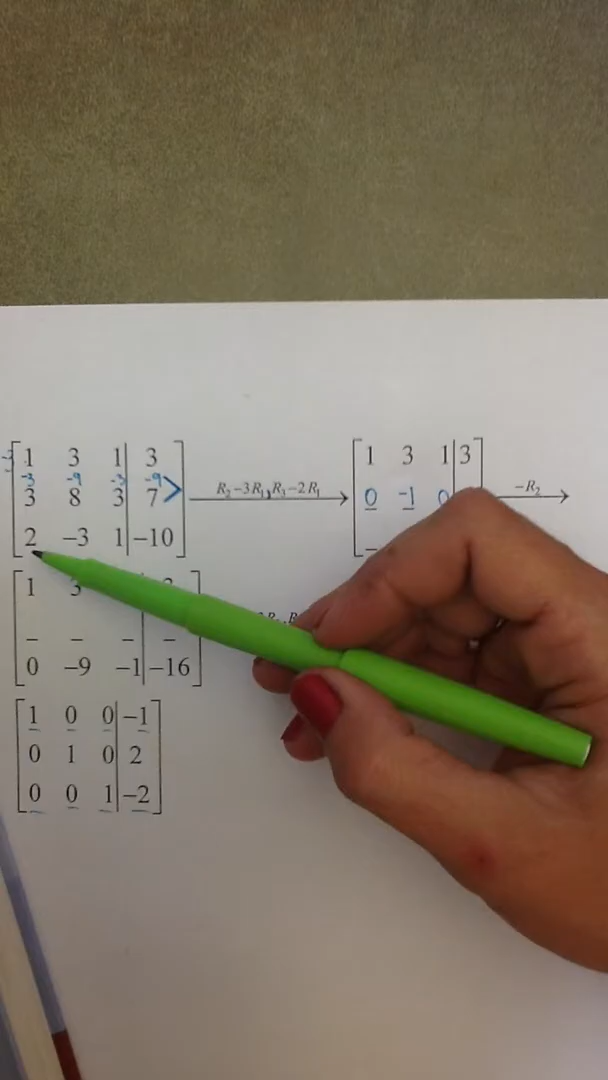 -3 1 3 1 3
-3 -9 -3 -9
3 8 3 7
2 -3 1 -10
R₂-3R₁,R₃-2R₁
1 3 1 3
0 -1 0
_
-R₂
1 3
_ _ _ _
0 -9 -1 -16
1 0 0 -1
0 1 0 2
0 0 1 -2